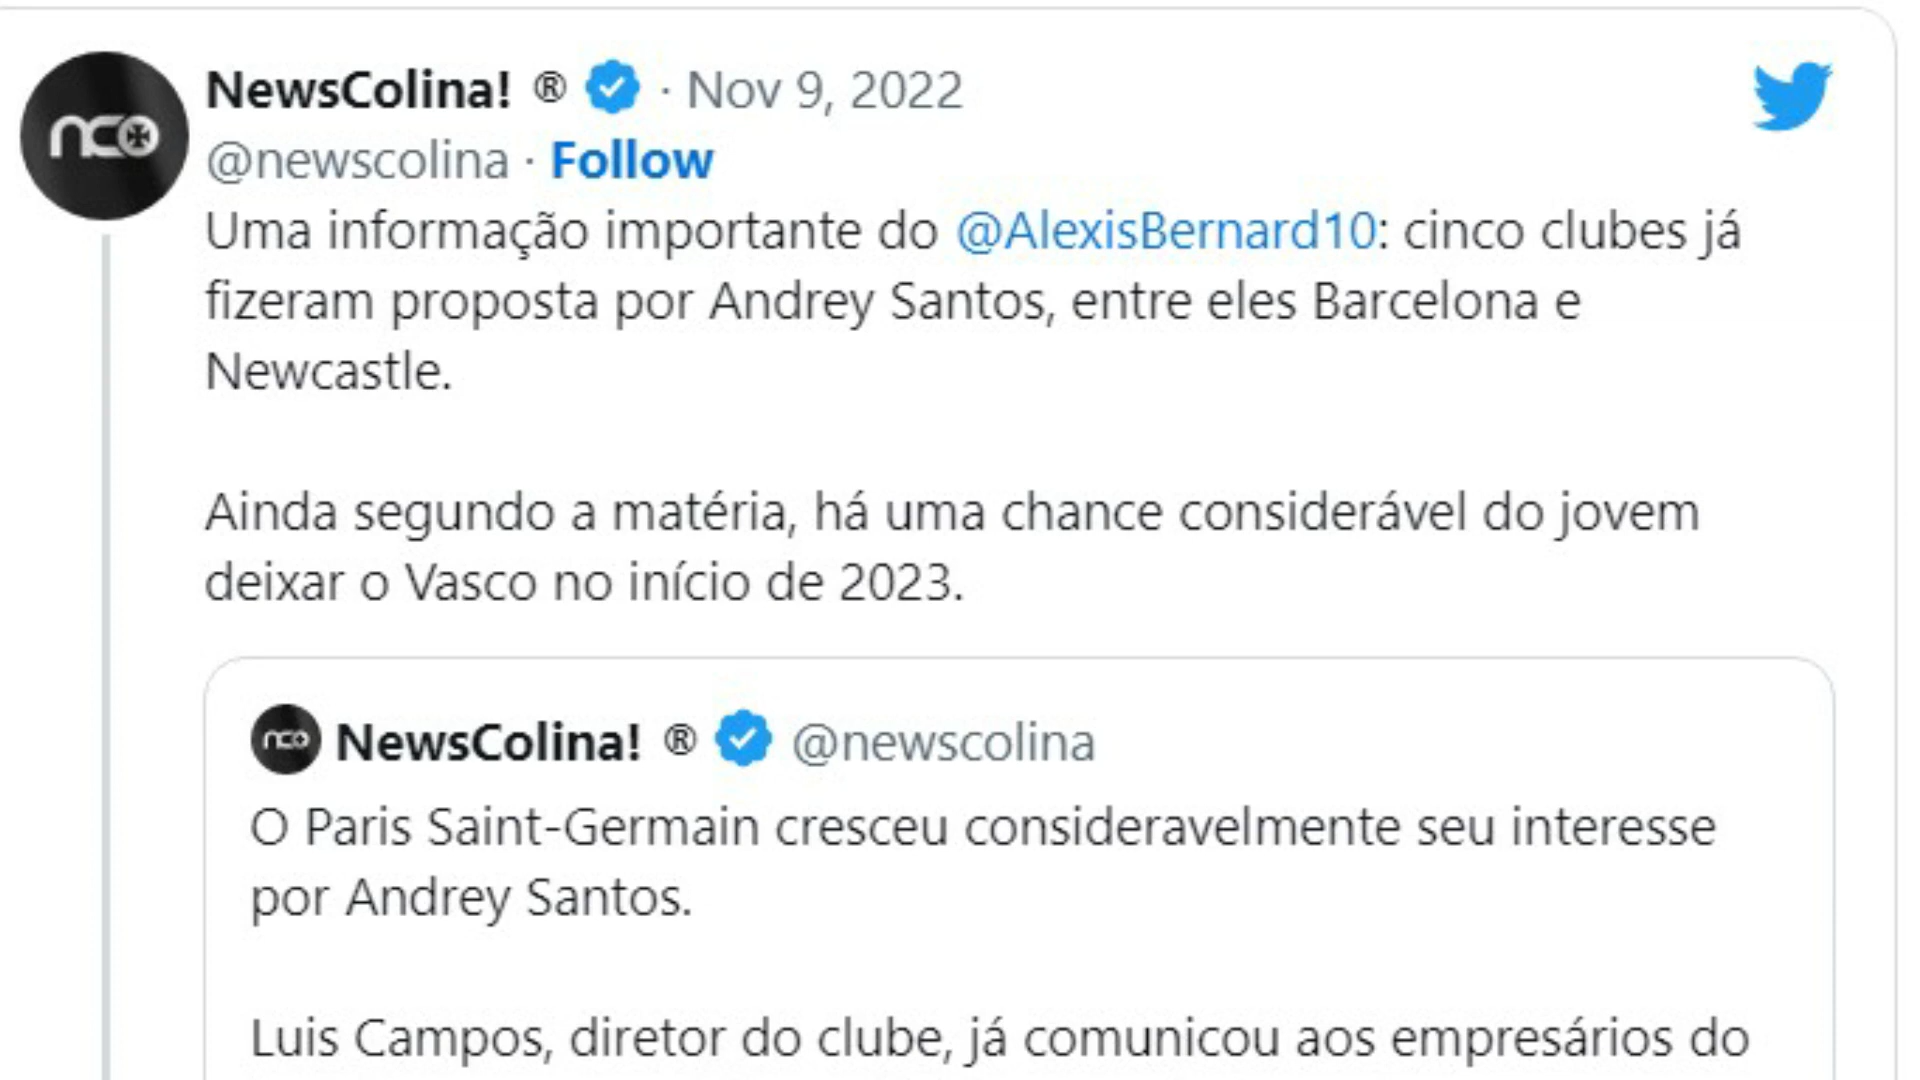 NewsColina! ® · Nov 9, 2022
@newscolina · Follow
Uma informação importante do @AlexisBernard10: cinco clubes já
fizeram proposta por Andrey Santos, entre eles Barcelona e
Newcastle.
Ainda segundo a matéria, há uma chance considerável do jovem
deixar o Vasco no início de 2023.
NewsColina! ® @newscolina
O Paris Saint-Germain cresceu consideravelmente seu interesse
por Andrey Santos.
Luis Campos, diretor do clube, já comunicou aos empresários do